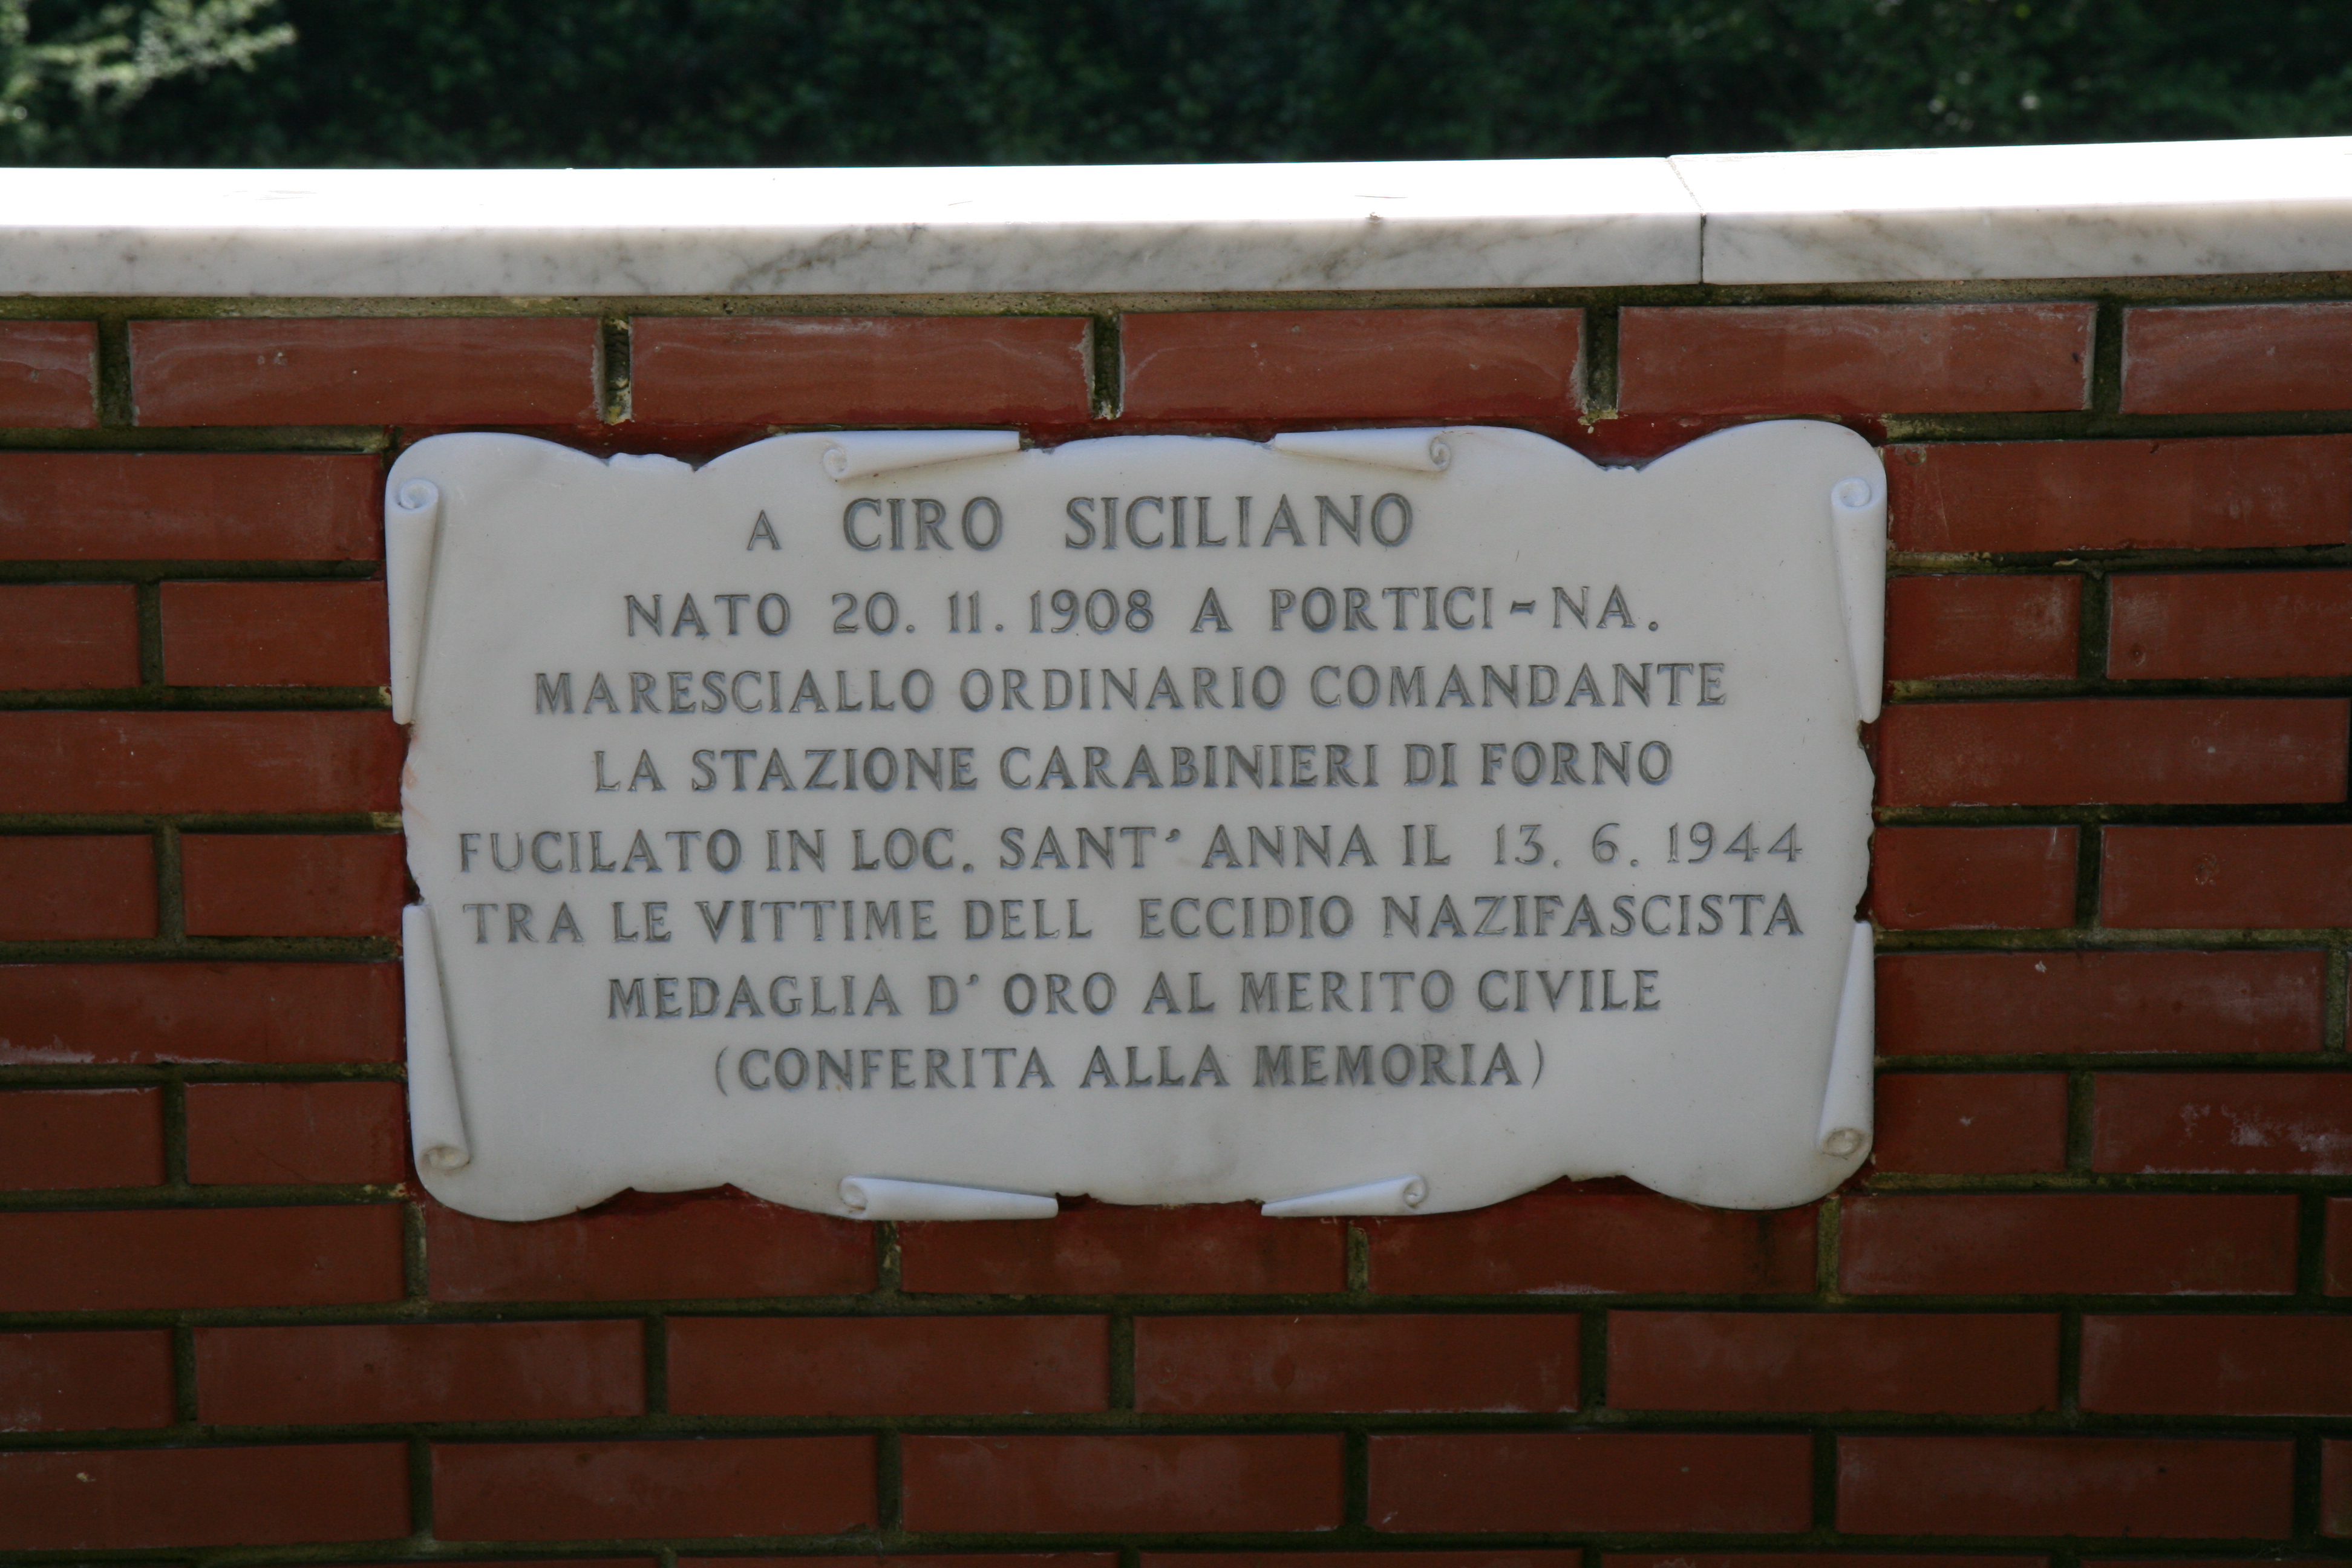 A CIRO SICILIANO
NATO 20. 11. 1908 A PORTICI-NA.
MARESCIALLO ORDINARIO COMANDANTE
LA STAZIONE CARABINIERI DI FORNO
FUCILATO IN LOC. SANT' ANNA IL 13. 6. 1944
TRA LE VITTIME DELL ECCIDIO NAZIFASCISTA
MEDAGLIA D' ORO AL MERITO CIVILE
(CONFERITA ALLA MEMORIA)